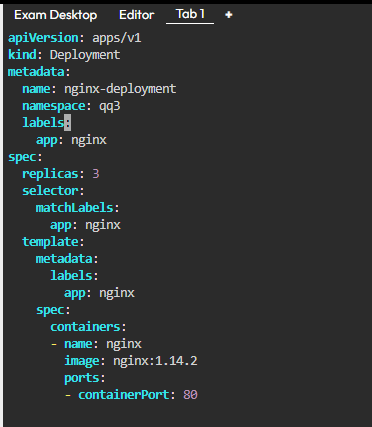 Exam Desktop Editor Tab 1 +
apiVersion: apps/v1
kind: Deployment
metadata:
  name: nginx-deployment
  namespace: qq3
  labels:
    app: nginx
spec:
  replicas: 3
  selector:
    matchLabels:
      app: nginx
  template:
    metadata:
      labels:
        app: nginx
    spec:
      containers:
      - name: nginx
        image: nginx:1.14.2
        ports:
        - containerPort: 80